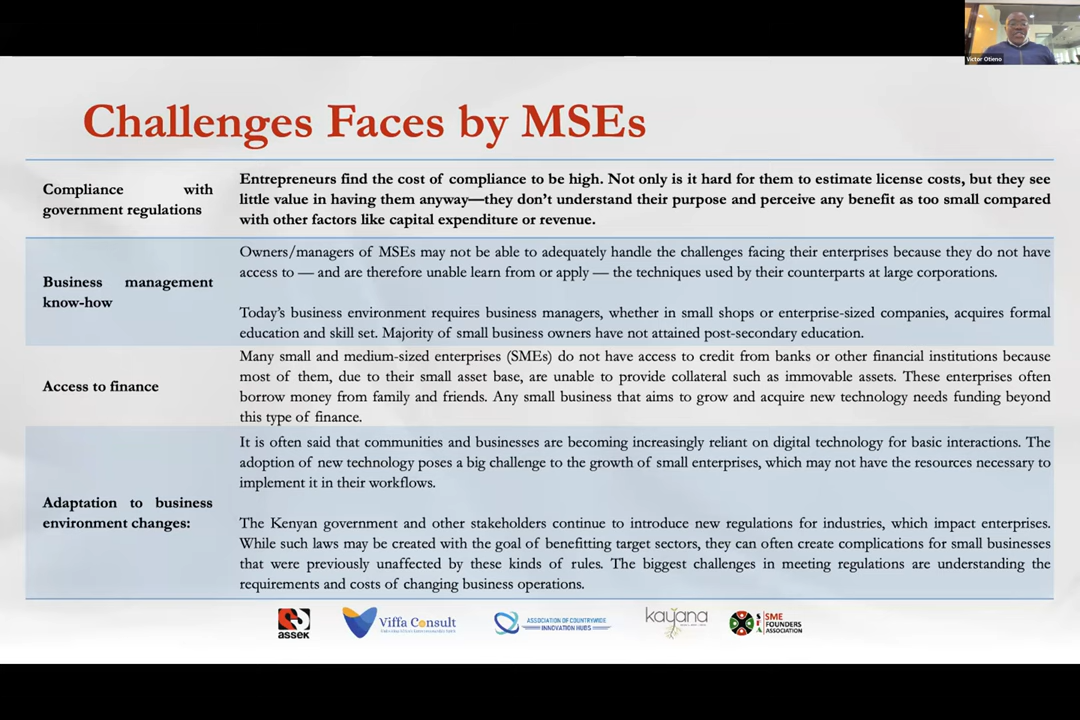 Victor Otieno
Challenges Faces by MSEs
Compliance with
government regulations
Entrepreneurs find the cost of compliance to be high. Not only is it hard for them to estimate license costs, but they see
little value in having them anyway—they don't understand their purpose and perceive any benefit as too small compared
with other factors like capital expenditure or revenue.
Business management
know-how
Owners/managers of MSEs may not be able to adequately handle the challenges facing their enterprises because they do not have
access to — and are therefore unable learn from or apply — the techniques used by their counterparts at large corporations.
Today's business environment requires business managers, whether in small shops or enterprise-sized companies, acquires formal
education and skill set. Majority of small business owners have not attained post-secondary education.
Access to finance
Many small and medium-sized enterprises (SMEs) do not have access to credit from banks or other financial institutions because
most of them, due to their small asset base, are unable to provide collateral such as immovable assets. These enterprises often
borrow money from family and friends. Any small business that aims to grow and acquire new technology needs funding beyond
this type of finance.
Adaptation to business
environment changes:
It is often said that communities and businesses are becoming increasingly reliant on digital technology for basic interactions. The
adoption of new technology poses a big challenge to the growth of small enterprises, which may not have the resources necessary to
implement it in their workflows.
The Kenyan government and other stakeholders continue to introduce new regulations for industries, which impact enterprises.
While such laws may be created with the goal of benefitting target sectors, they can often create complications for small businesses
that were previously unaffected by these kinds of rules. The biggest challenges in meeting regulations are understanding the
requirements and costs of changing business operations.
assek
Viffa Consult
ASSOCIATION OF COUNTRYWIDE
INNOVATION HUBS
kayana
SFA
SME
FOUNDERS
ASSOCIATION